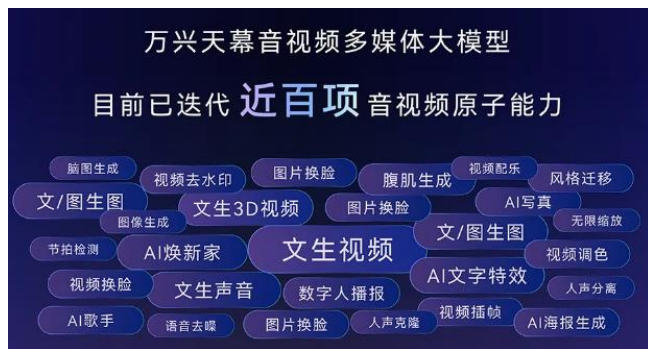 万兴天幕音视频多媒体大模型
目前已迭代 近百项 音视频原子能力
脑图生成
视频去水印
图片换脸
腹肌生成
视频配乐
风格迁移
文/图生图
图像生成
文生3D视频
图片换脸
AI写真
无限缩放
节拍检测
AI焕新家
文生视频
文/图生图
视频调色
视频换脸
文生声音
数字人播报
AI文字特效
人声分离
AI歌手
语音去噪
图片换脸
人声克隆
视频插帧
AI海报生成